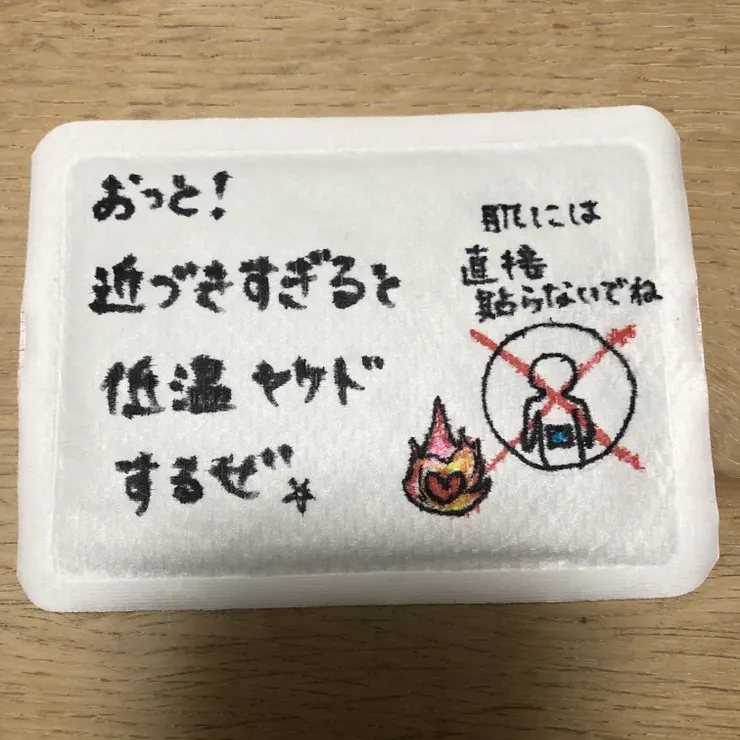 おっと!
近づきすぎると
低温ヤケド
するぜ☆
肌には
直接
貼らないでね